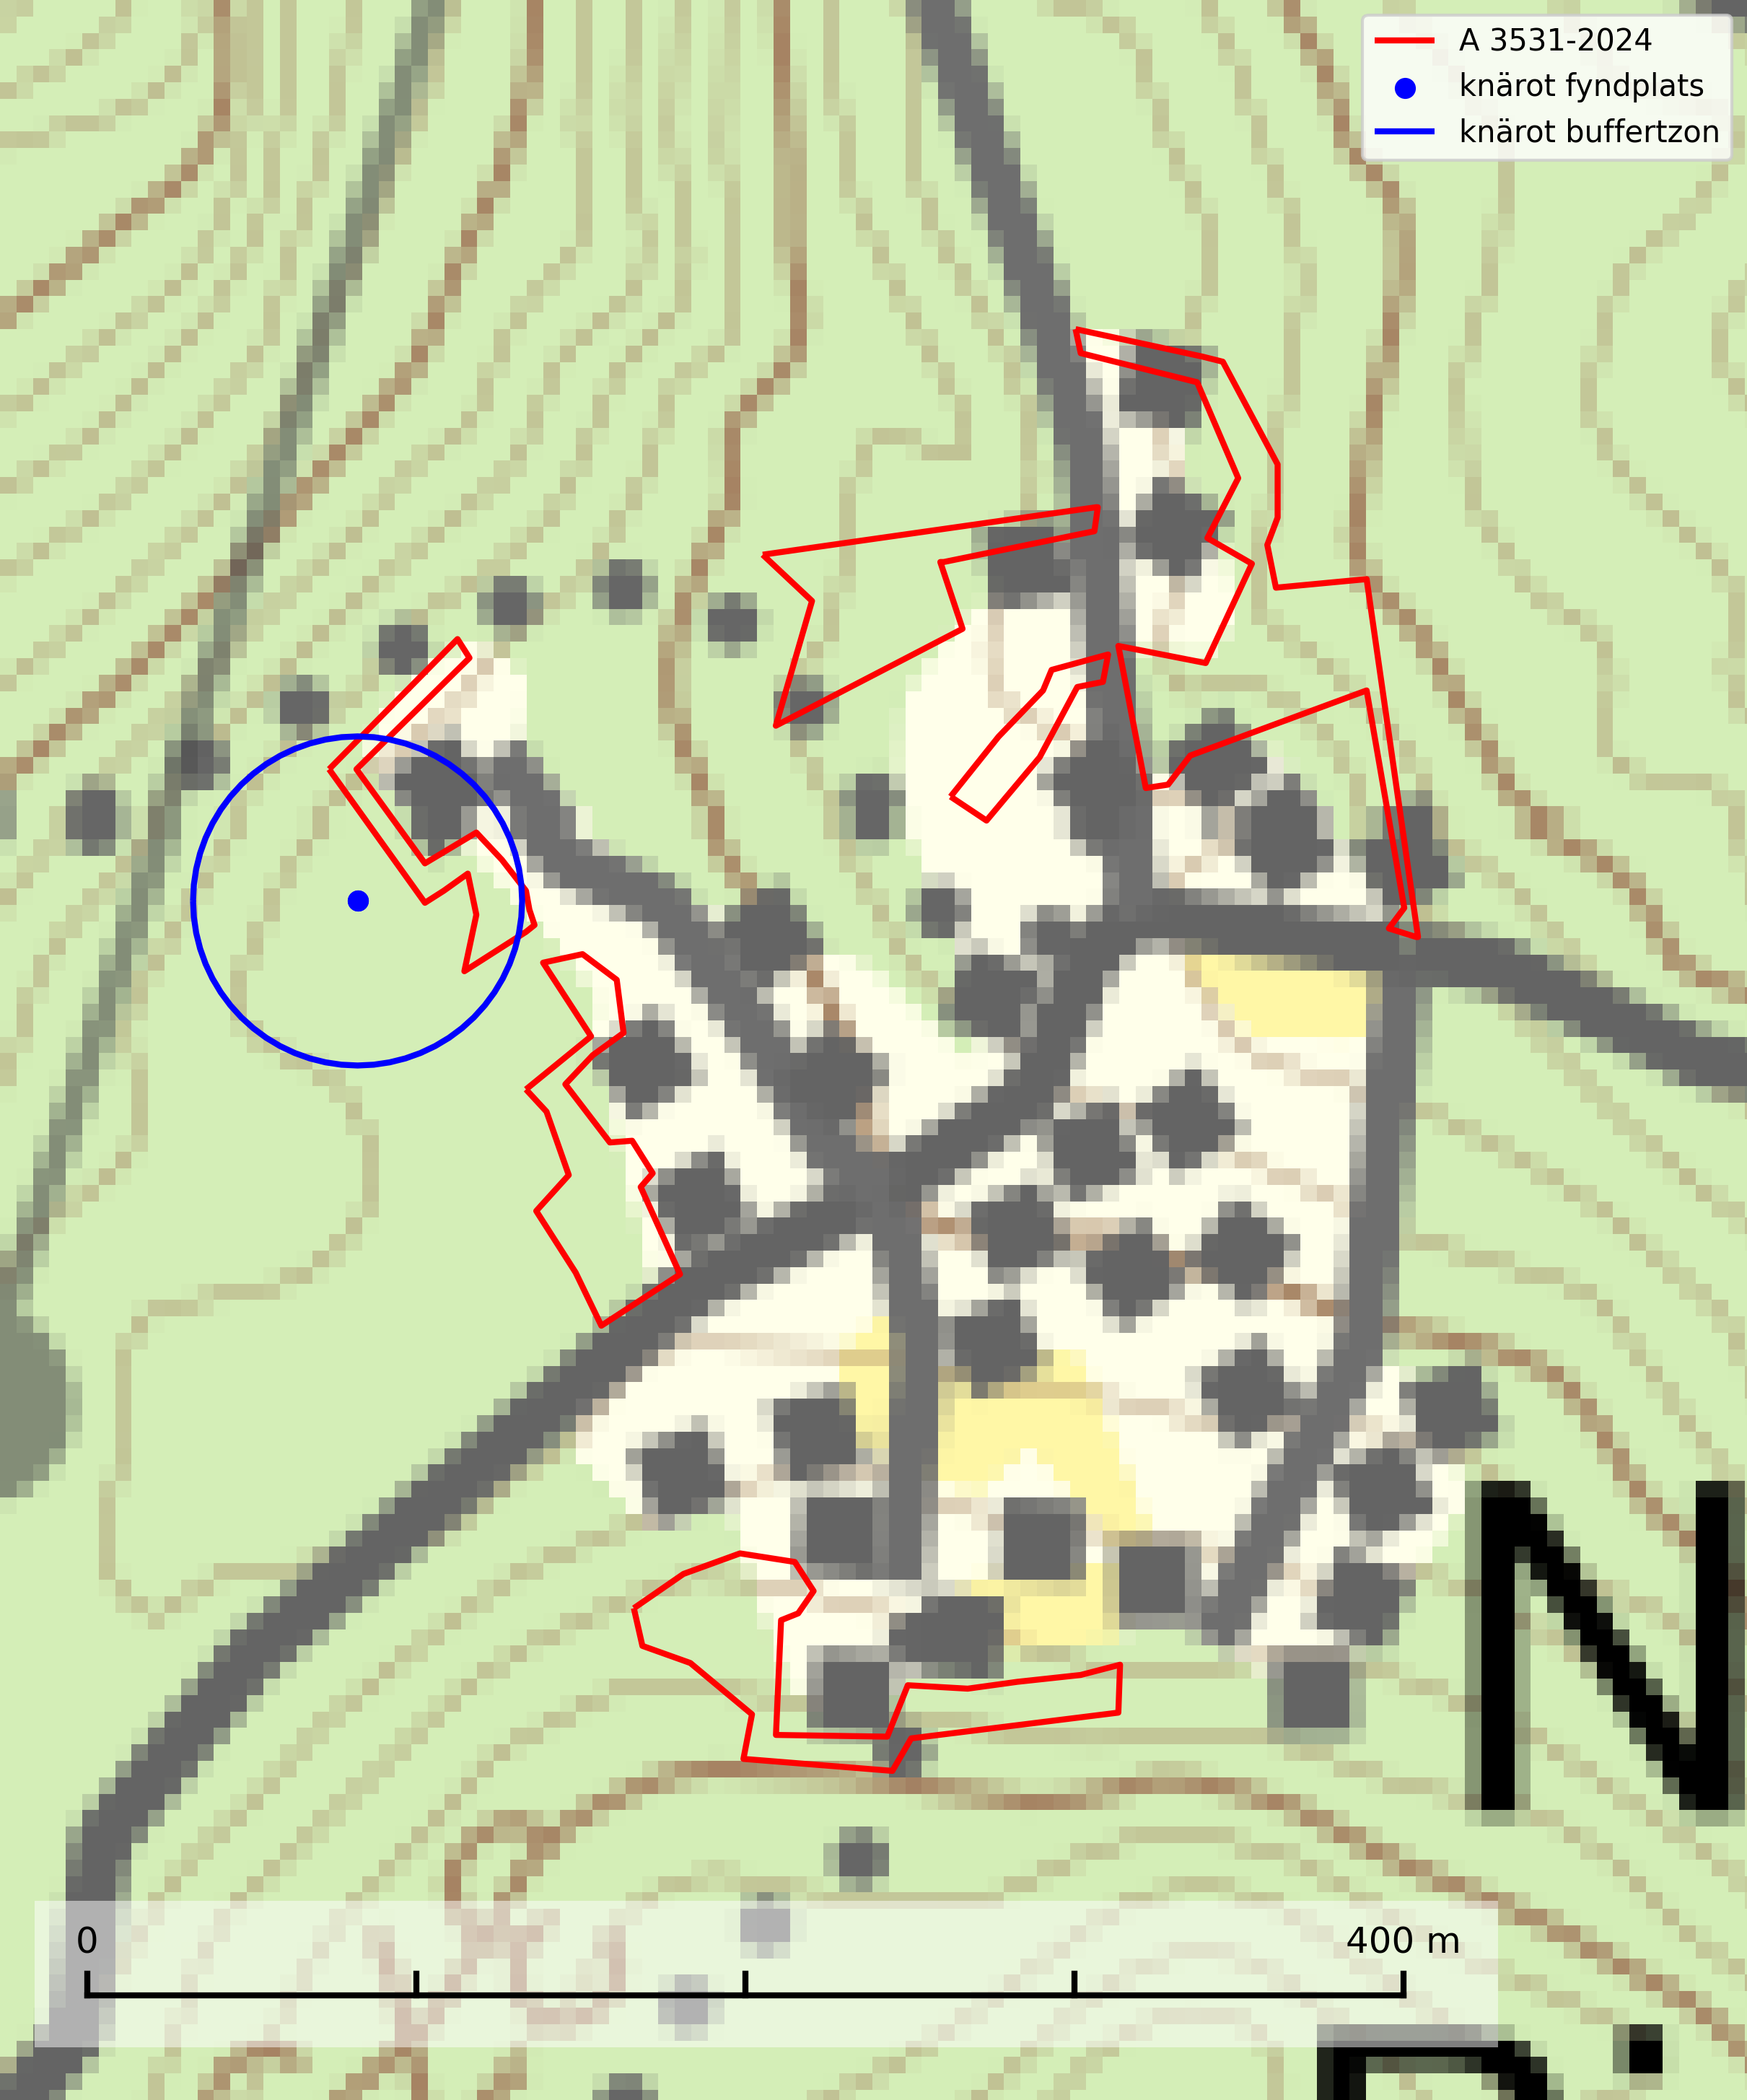 A 3531-2024
knärot fyndplats
knärot buffertzon
N
0
400 m